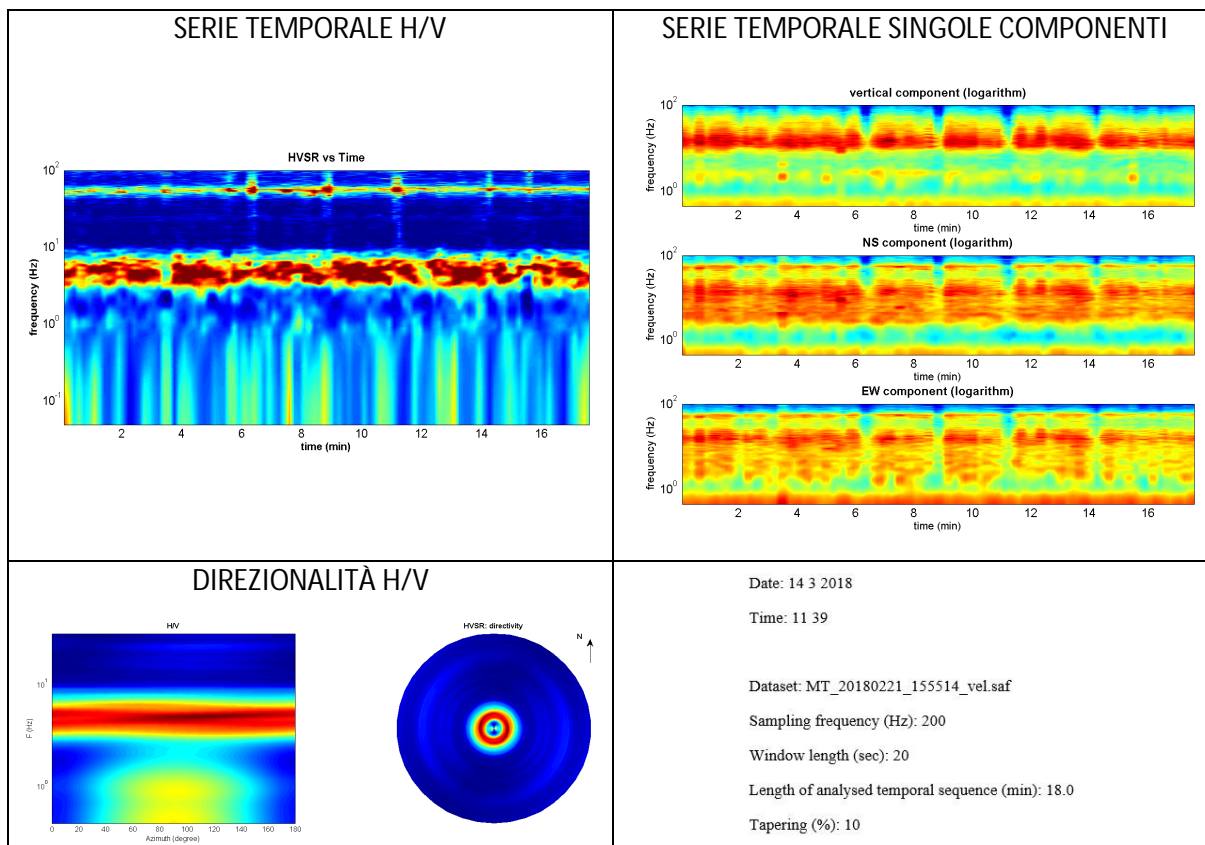 SERIE TEMPORALE H/V
HVSR vs Time
frequency (Hz)
10²
10¹
10⁰
10⁻¹
2 4 6 8 10 12 14 16
time (min)
SERIE TEMPORALE SINGOLE COMPONENTI
vertical component (logarithm)
frequency (Hz)
10²
10⁰
2 4 6 8 10 12 14 16
time (min)
NS component (logarithm)
frequency (Hz)
10²
10⁰
2 4 6 8 10 12 14 16
time (min)
EW component (logarithm)
frequency (Hz)
10²
10⁰
2 4 6 8 10 12 14 16
time (min)
DIREZIONALITÀ H/V
H/V
F (Hz)
10¹
10⁰
0 20 40 60 80 100 120 140 160 180
Azimuth (degree)
HVSR: directivity
N
Date: 14 3 2018
Time: 11 39
Dataset: MT_20180221_155514_vel.saf
Sampling frequency (Hz): 200
Window length (sec): 20
Length of analysed temporal sequence (min): 18.0
Tapering (%): 10